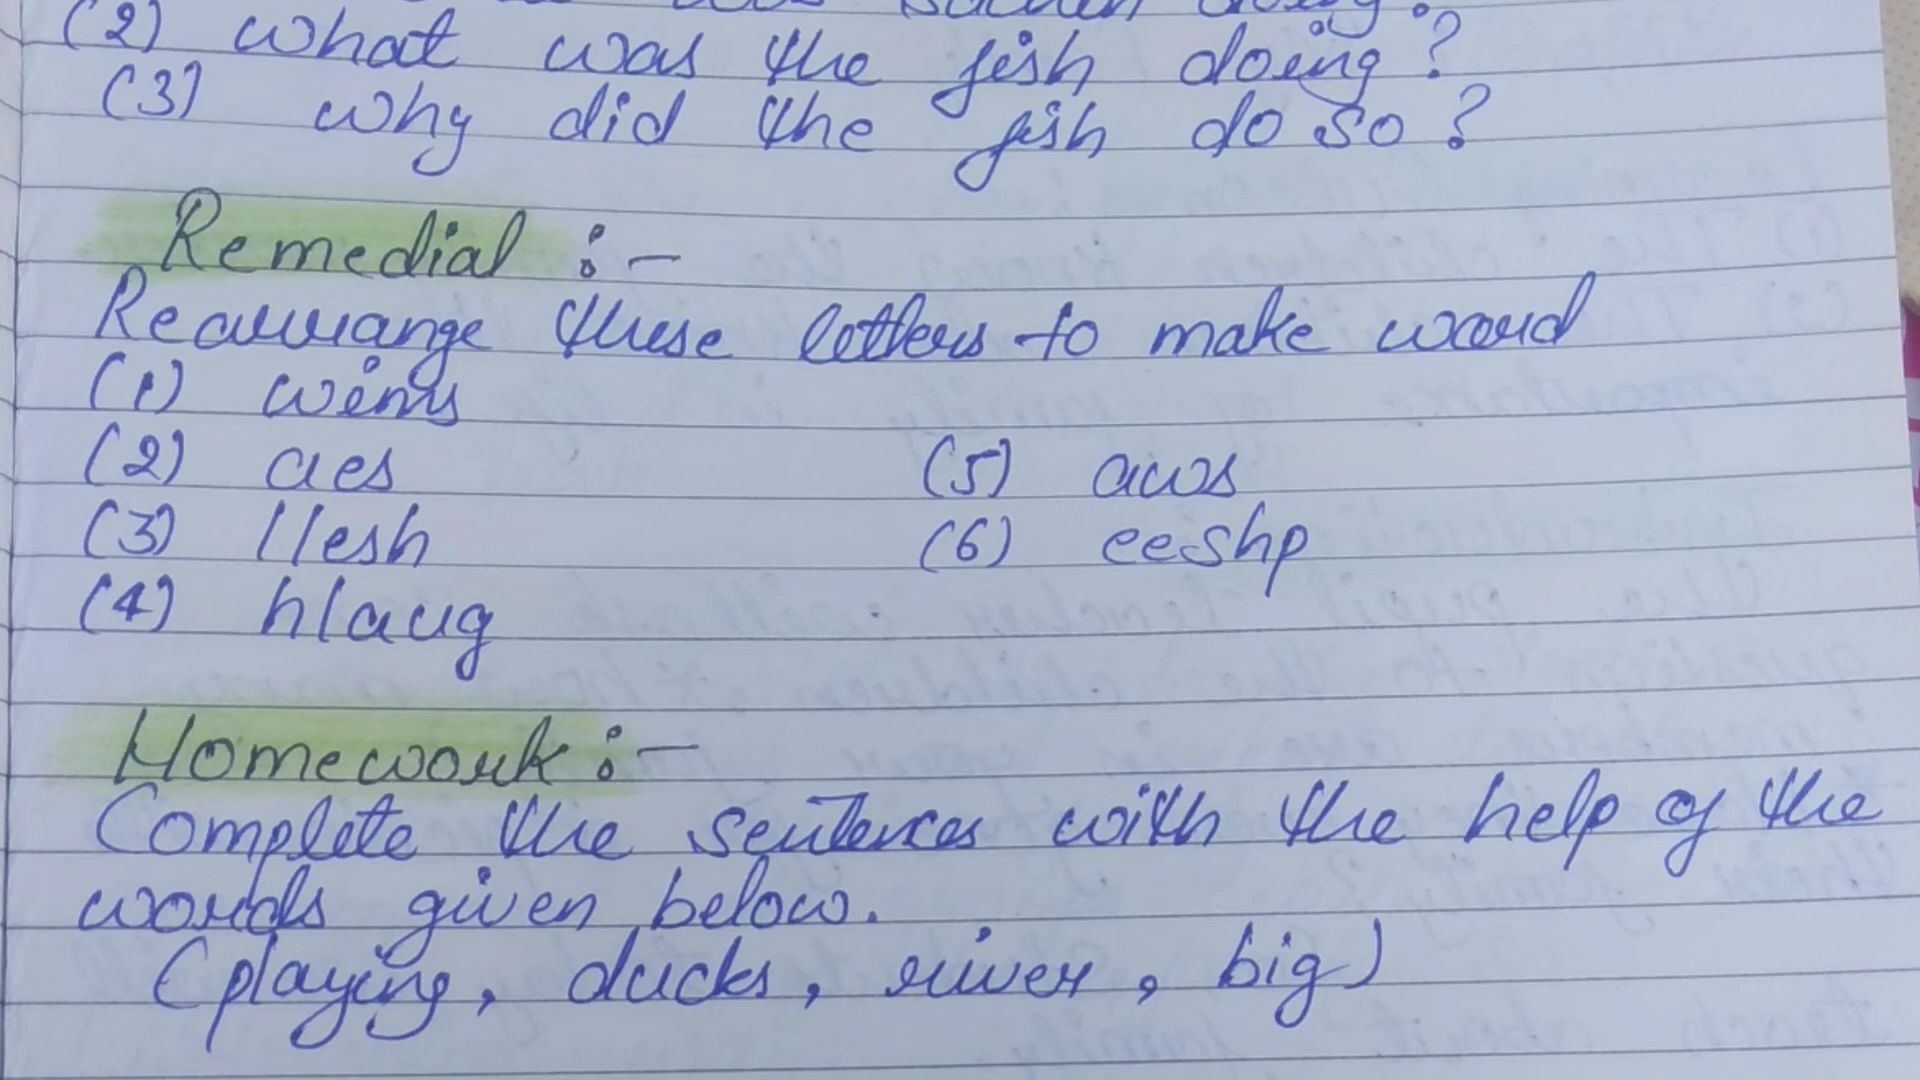 sachin doing?
(2) what was the fish doing?
(3) why did the fish do so?
Remedial :-
Rearrange these letters to make word
(1) wims
(2) aes
(5) aws
(3) llesh
(6) eeshp
(4) hlaug
Homework :-
Complete the sentences with the help of the
words given below.
(playing, ducks, river, big)